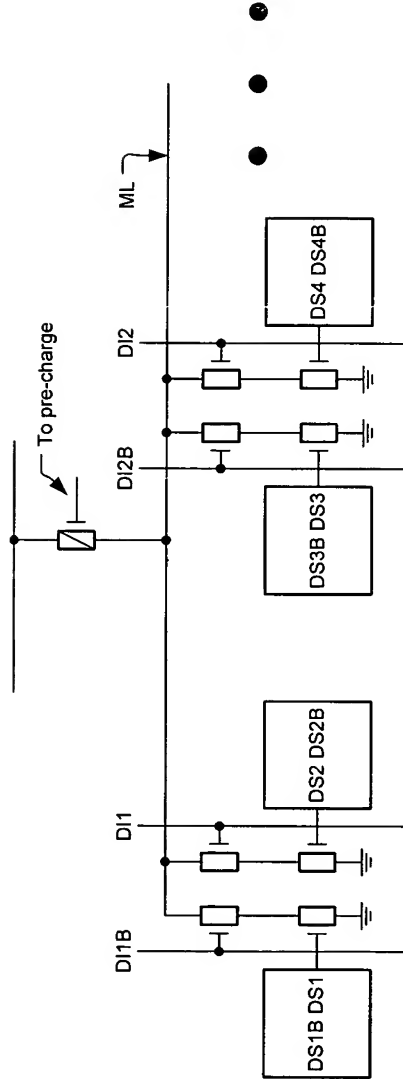 To pre-charge
ML
DI1B
DI1
DI2B
DI2
DS1B DS1
DS2 DS2B
DS3B DS3
DS4 DS4B